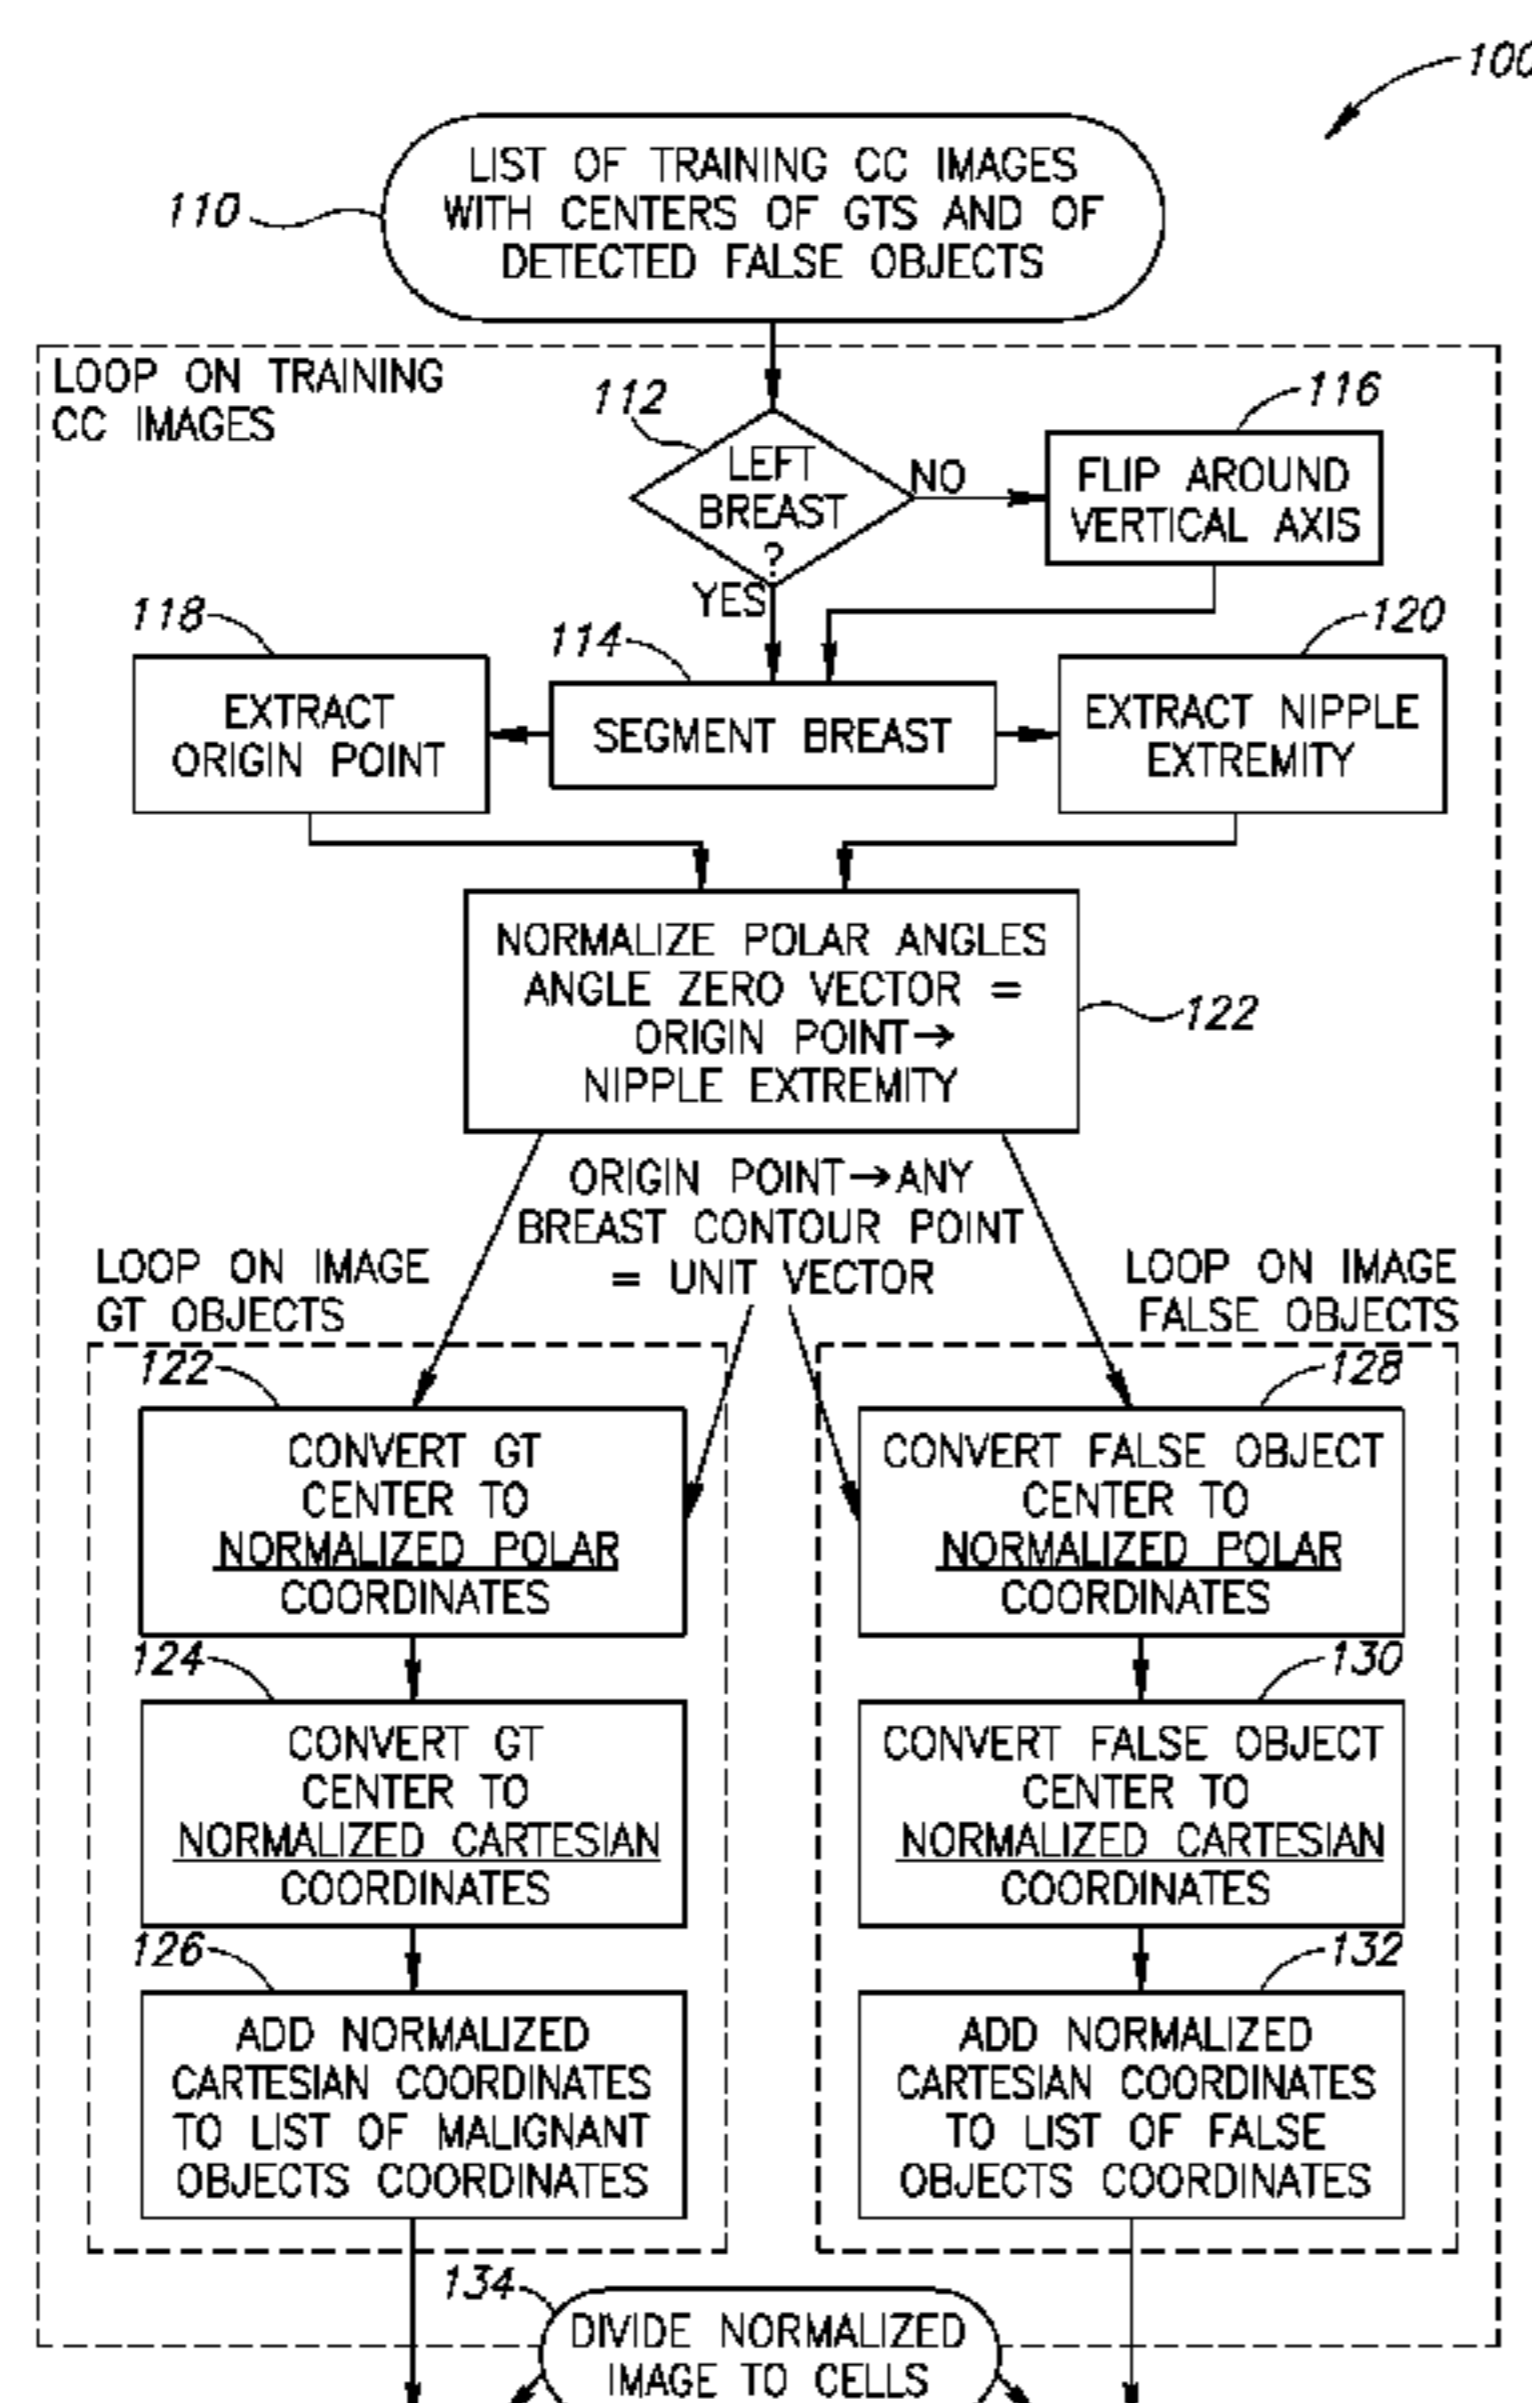 100
LIST OF TRAINING CC IMAGES
WITH CENTERS OF GTS AND OF
DETECTED FALSE OBJECTS
110
LOOP ON TRAINING
CC IMAGES
112
LEFT
BREAST
?
NO
YES
116
FLIP AROUND
VERTICAL AXIS
118
EXTRACT
ORIGIN POINT
114
SEGMENT BREAST
120
EXTRACT NIPPLE
EXTREMITY
NORMALIZE POLAR ANGLES
ANGLE ZERO VECTOR =
ORIGIN POINT→
NIPPLE EXTREMITY
122
ORIGIN POINT→ANY
BREAST CONTOUR POINT
= UNIT VECTOR
LOOP ON IMAGE
GT OBJECTS
122
CONVERT GT
CENTER TO
NORMALIZED POLAR
COORDINATES
124
CONVERT GT
CENTER TO
NORMALIZED CARTESIAN
COORDINATES
126
ADD NORMALIZED
CARTESIAN COORDINATES
TO LIST OF MALIGNANT
OBJECTS COORDINATES
LOOP ON IMAGE
FALSE OBJECTS
128
CONVERT FALSE OBJECT
CENTER TO
NORMALIZED POLAR
COORDINATES
130
CONVERT FALSE OBJECT
CENTER TO
NORMALIZED CARTESIAN
COORDINATES
132
ADD NORMALIZED
CARTESIAN COORDINATES
TO LIST OF FALSE
OBJECTS COORDINATES
134
DIVIDE NORMALIZED
IMAGE TO CELLS